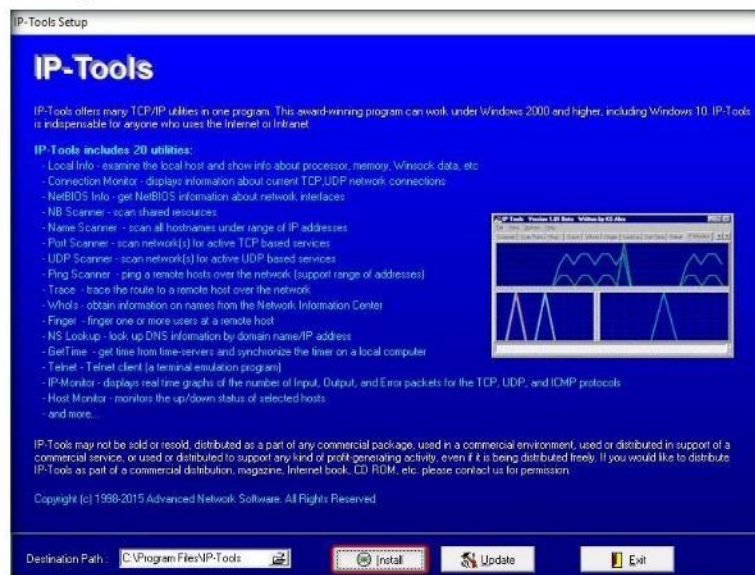 IP-Tools Setup
IP-Tools
IP-Tools offers many TCP/IP utilities in one program. This award-winning program can work under Windows 2000 and higher, including Windows 10. IP-Tools
is indispensable for anyone who uses the Internet or Intranet
IP-Tools includes 20 utilities:
- Local Info - examine the local host and show info about processor, memory, Winsock data, etc
- Connection Monitor - displays information about current TCP,UDP network connections
- NetBIOS Info - get NetBIOS information about network interfaces
- NB Scanner - scan shared resources
- Name Scanner - scan all hostnames under range of IP addresses
- Port Scanner - scan network(s) for active TCP based services
- UDP Scanner - scan network(s) for active UDP based services
- Ping Scanner - ping a remote hosts over the network (support range of addresses)
- Trace - trace the route to a remote host over the network
- WhoIs - obtain information on names from the Network Information Center
- Finger - finger one or more users at a remote host
- NS Lookup - look up DNS information by domain name/IP address
- GetTime - get time from time-servers and synchronize the timer on a local computer
- Telnet - Telnet client (a terminal emulation program)
- IP-Monitor - displays real time graphs of the number of Input, Output, and Error packets for the TCP, UDP, and ICMP protocols
- Host Monitor - monitors the up/down status of selected hosts
- and more...
IP Tools Version 1.01 Beta Written by KS Alex
IP-Tools may not be sold or resold, distributed as a part of any commercial package, used in a commercial environment, used or distributed in support of a
commercial service, or used or distributed to support any kind of profit-generating activity, even if it is being distributed freely. If you would like to distribute
IP-Tools as part of a commercial distribution, magazine, Internet book, CD ROM, etc. please contact us for permission
Copyright (c) 1998-2015 Advanced Network Software. All Rights Reserved
Destination Path : C:\Program Files\IP-Tools Install Update Exit